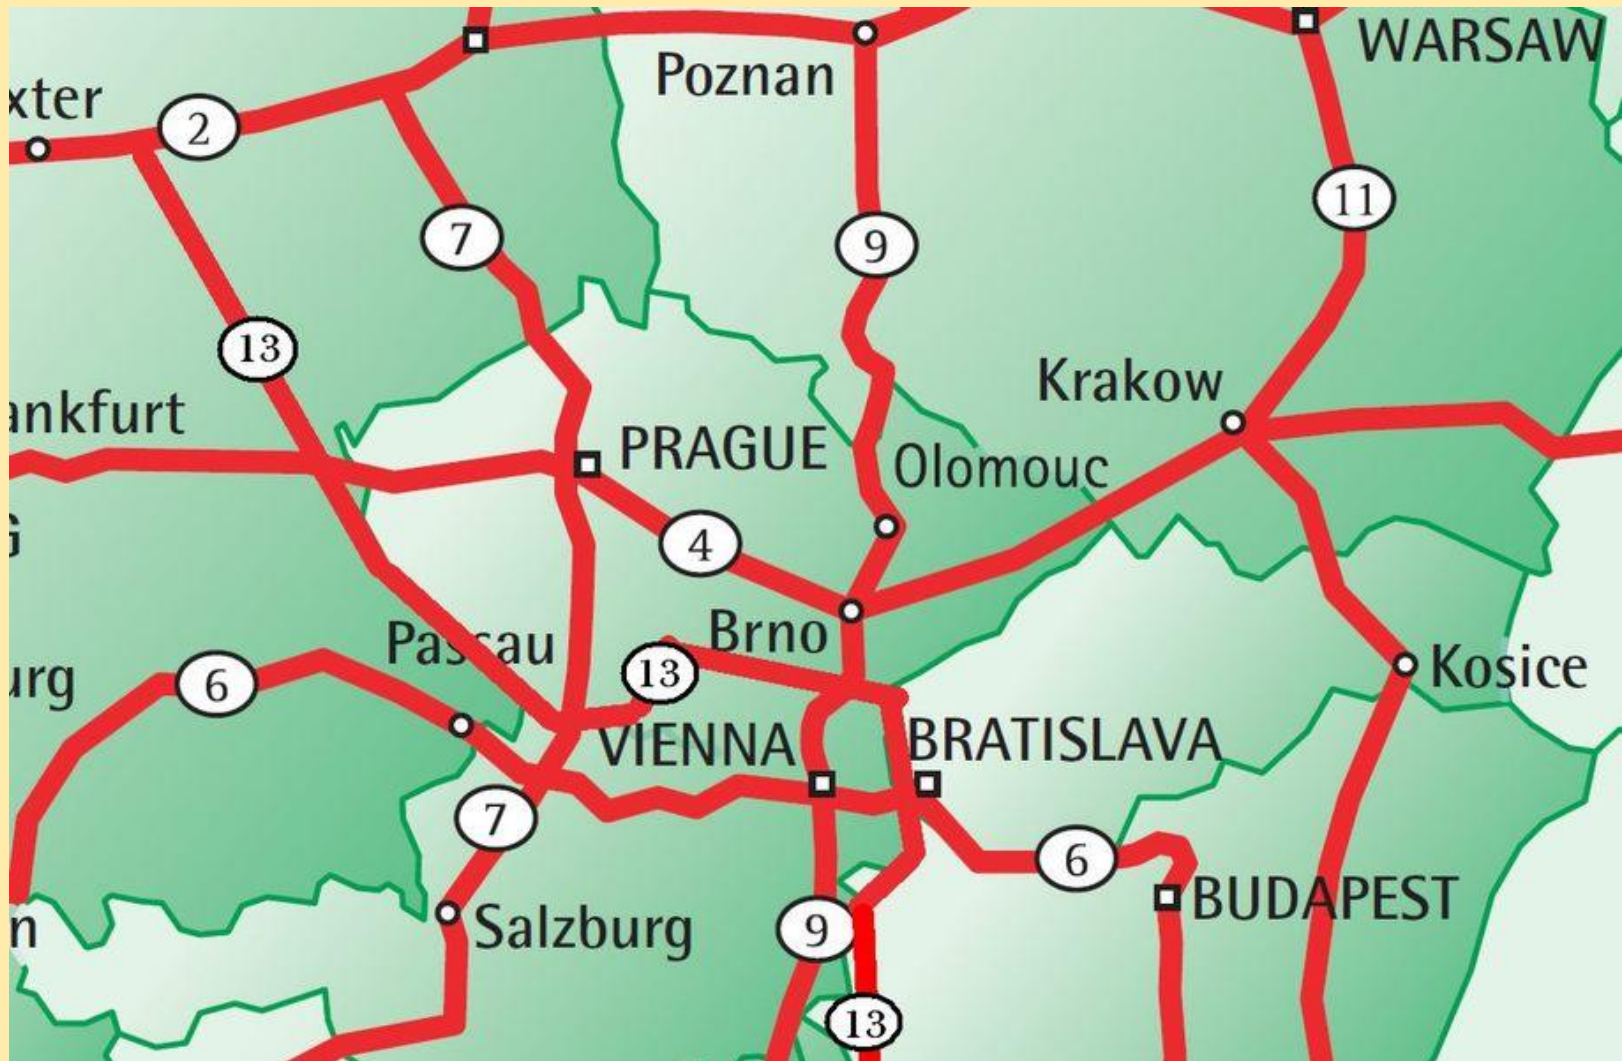 WARSAW
Poznan
xter
2
11
7
9
13
Krakow
ankfurt
PRAGUE
Olomouc
G
4
Passau
Brno
13
urg
6
Kosice
VIENNA
BRATISLAVA
7
6
BUDAPEST
n
Salzburg
9
13